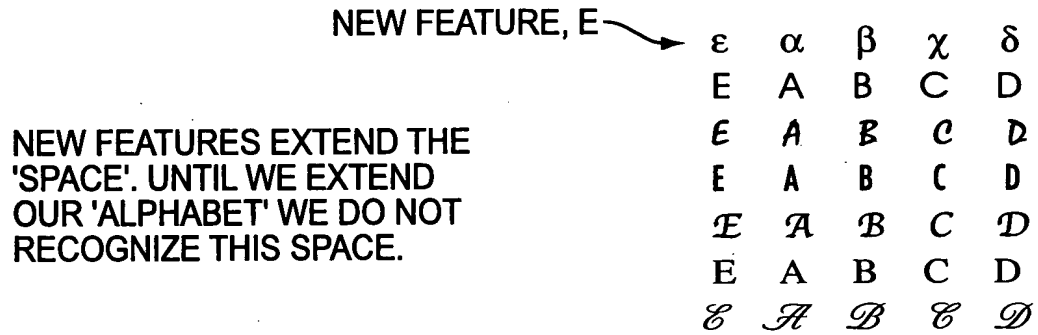 NEW FEATURE, E
ε α β χ δ
E A B C D
E A B C D
NEW FEATURES EXTEND THE
'SPACE'. UNTIL WE EXTEND
OUR 'ALPHABET' WE DO NOT
RECOGNIZE THIS SPACE.
E A B C D
E A B C D
E A B C D
E A B C D